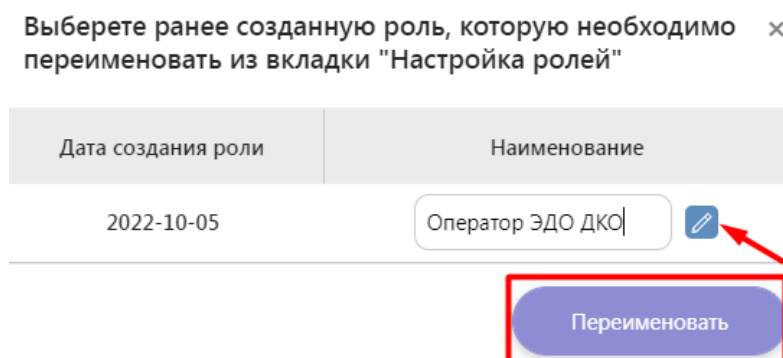 Выберете ранее созданную роль, которую необходимо
переименовать из вкладки "Настройка ролей"
Дата создания роли Наименование
2022-10-05 Оператор ЭДО ДКО
Переименовать